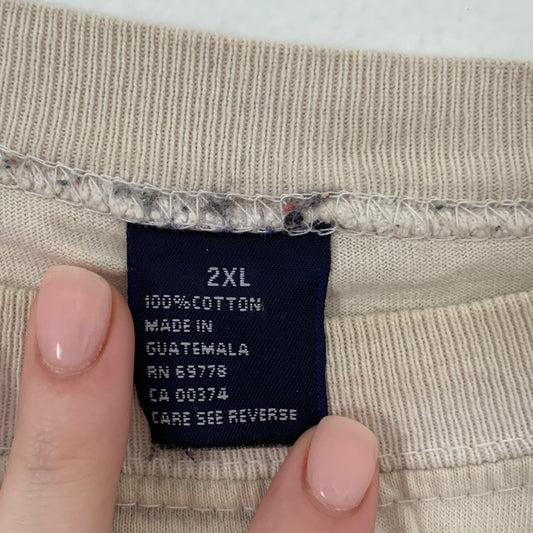 2XL
100% COTTON
MADE IN
GUATEMALA
RN 69778
CA 00374
CARE SEE REVERSE